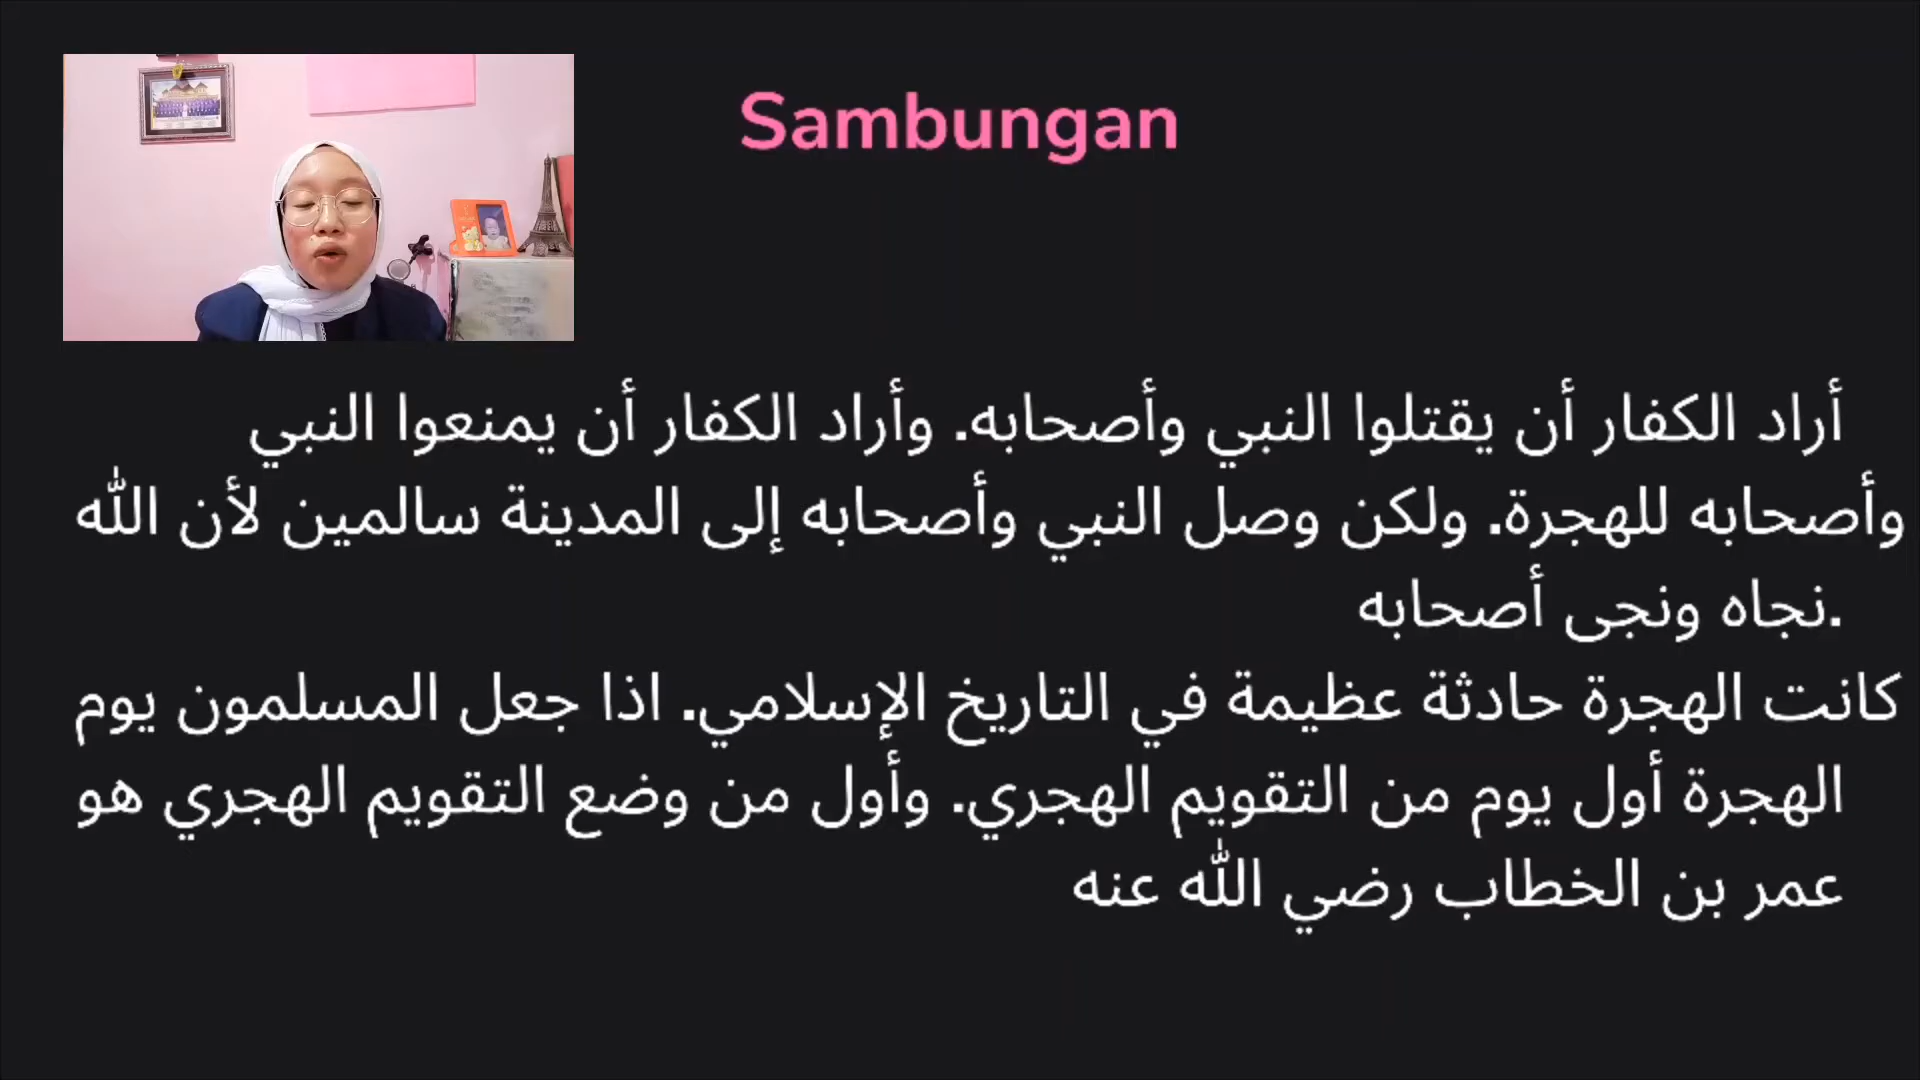 Sambungan
أراد الكفار أن يقتلوا النبي وأصحابه. وأراد الكفار أن يمنعوا النبي
وأصحابه للهجرة. ولكن وصل النبي وأصحابه إلى المدينة سالمين لأن الله
.نجاه ونجى أصحابه
كانت الهجرة حادثة عظيمة في التاريخ الإسلامي. اذا جعل المسلمون يوم
الهجرة أول يوم من التقويم الهجري. وأول من وضع التقويم الهجري هو
عمر بن الخطاب رضي الله عنه